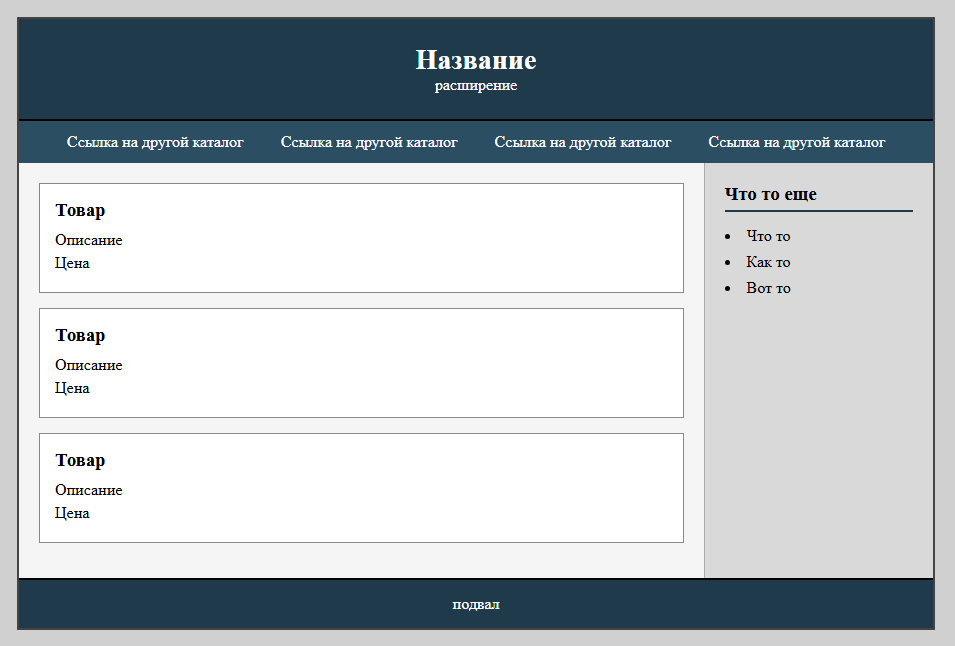 Название
расширение
Ссылка на другой каталог Ссылка на другой каталог Ссылка на другой каталог Ссылка на другой каталог
Товар
Описание
Цена
Товар
Описание
Цена
Товар
Описание
Цена
Что то еще
Что то
Как то
Вот то
подвал